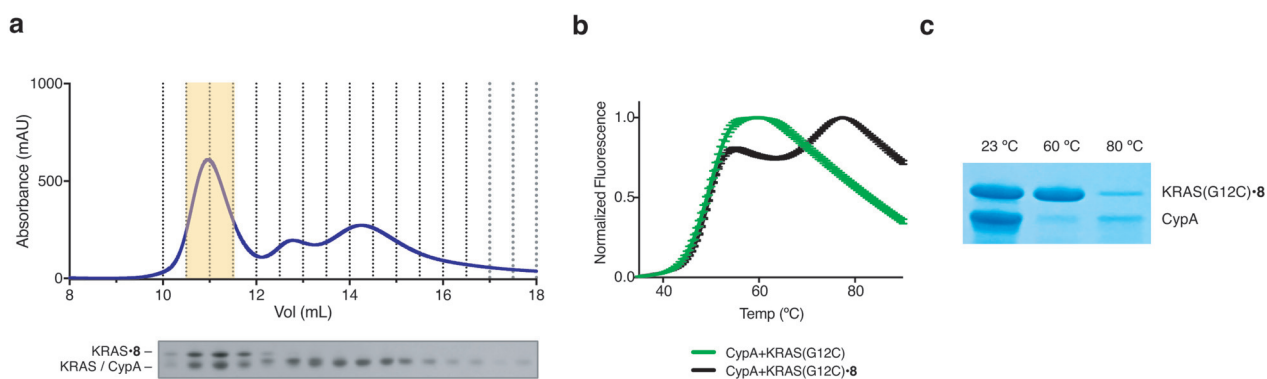 a
Absorbance (mAU)
1000
500
0
8
10
12
14
16
18
Vol (mL)
KRAS•8 –
KRAS / CypA –
b
Normalized Fluorescence
1.0
0.5
0.0
40
60
80
Temp (ºC)
CypA+KRAS(G12C)
CypA+KRAS(G12C)•8
c
23 ºC 60 ºC 80 ºC
KRAS(G12C)•8
CypA